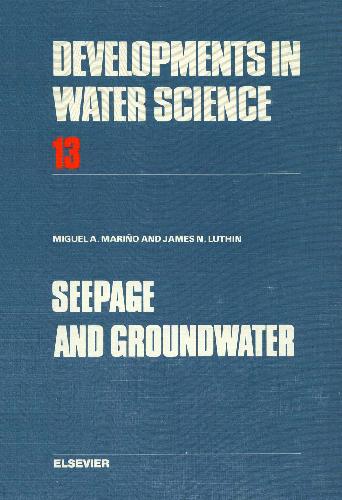 DEVELOPMENTS IN
WATER SCIENCE
13
MIGUEL A. MARIÑO AND JAMES N. LUTHIN
SEEPAGE
AND GROUNDWATER
ELSEVIER